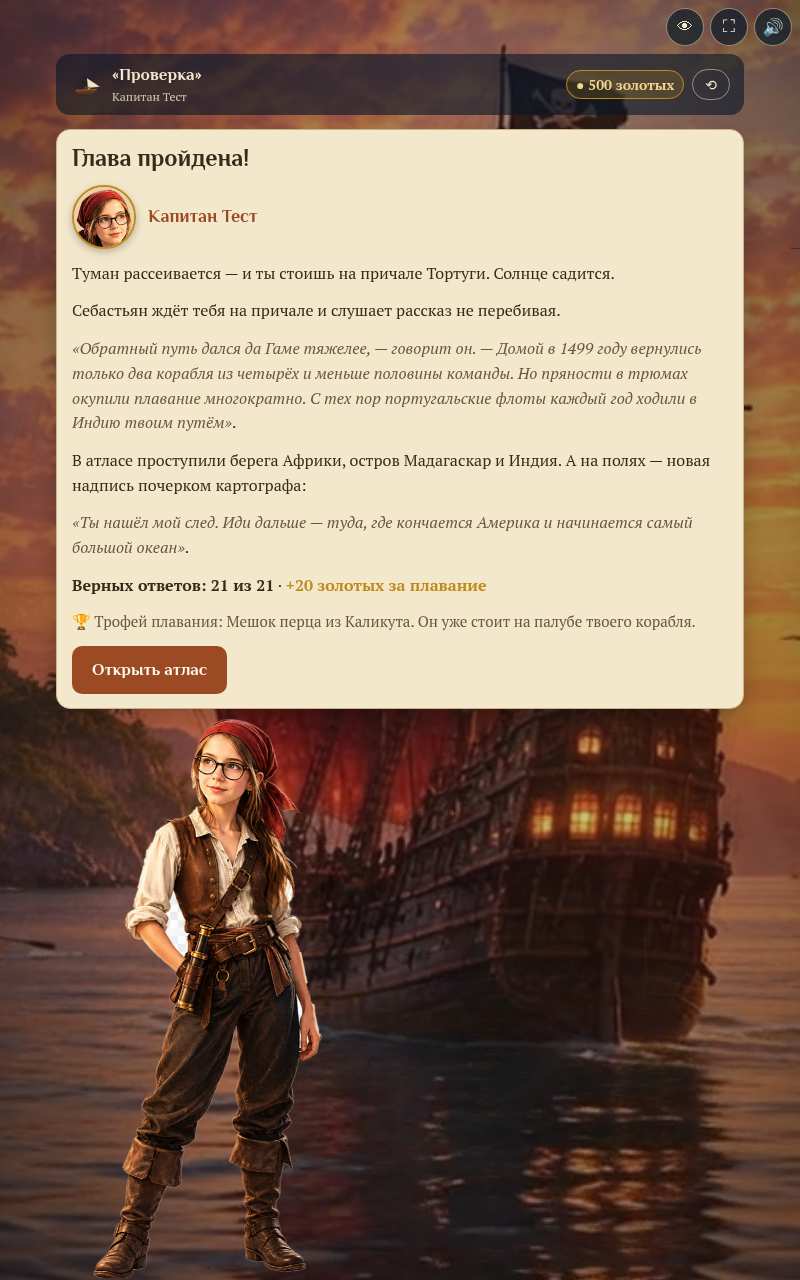 «Проверка»
Капитан Тест
500 золотых
Глава пройдена!
Капитан Тест
Туман рассеивается — и ты стоишь на причале Тортуги. Солнце садится.
Себастьян ждёт тебя на причале и слушает рассказ не перебивая.
«Обратный путь дался да Гаме тяжелее, — говорит он. — Домой в 1499 году вернулись
только два корабля из четырёх и меньше половины команды. Но пряности в трюмах
окупили плавание многократно. С тех пор португальские флоты каждый год ходили в
Индию твоим путём».
В атласе проступили берега Африки, остров Мадагаскар и Индия. А на полях — новая
надпись почерком картографа:
«Ты нашёл мой след. Иди дальше — туда, где кончается Америка и начинается самый
большой океан».
Верных ответов: 21 из 21 · +20 золотых за плавание
🏆 Трофей плавания: Мешок перца из Каликута. Он уже стоит на палубе твоего корабля.
Открыть атлас